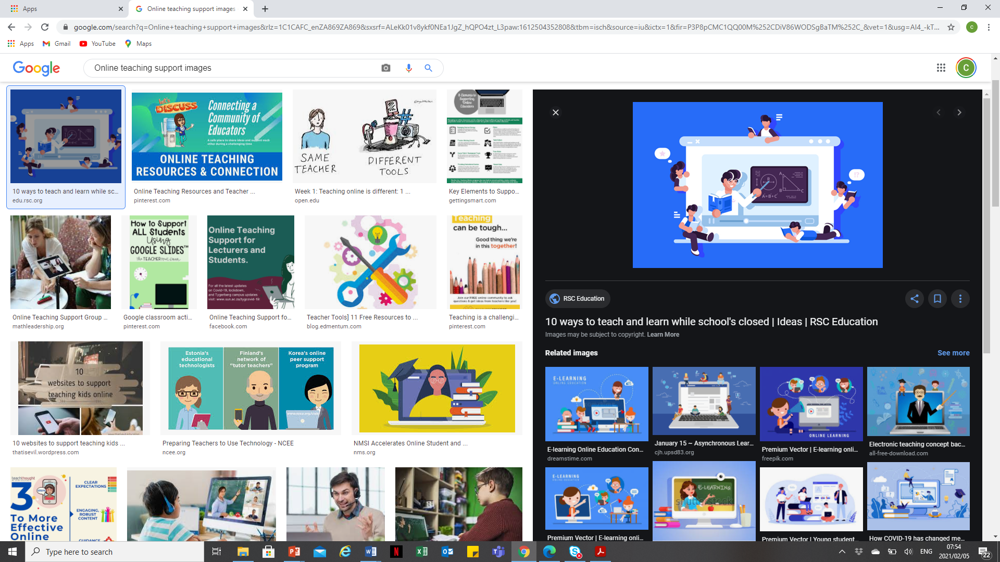 Apps
Online teaching support images
google.com/search?q=Online+teaching+support+images&rlz=1C1CAFC_enZA869ZA869&sxsrf=ALeKk01v8ykf0NEa1JgZ_hQPO4zt_L3paw:1612504352808&tbm=isch&source=iu&ictx=1&fir=P3P8pCMC1QQ00M%252CDiV86WODSgBaTM%252C_&vet=1&usg=AI4_-kT...
C
Apps
Gmail
YouTube
Maps
Google
Online teaching support images
C
10 ways to teach and learn while sc...
edu.rsc.org
Let's
DISCUSS
Connecting a
Community of
Educators
A safe place to share ideas and support each
other during a challenging time
ONLINE TEACHING
RESOURCES & CONNECTION
Online Teaching Resources and Teacher ...
pinterest.com
SAME
TEACHER
#
DIFFERENT
TOOLS
Week 1: Teaching online is different: 1 ...
open.edu
8 Elements to
Supporting
Online
Educators
Key Elements to Suppo...
gettingsmart.com
Online Teaching Support Group ...
mathleadership.org
How to Support
ALL Students
Using
GOOGLE SLIDES™
Google classroom acti...
pinterest.com
Online Teaching
Support for
Lecturers and
Students.
For all the latest updates
on Covid-19, lockdown,
and Tygerberg campus updates
visit: www.sun.ac.za/tygcovid-19:
Online Teaching Support fo...
facebook.com
Teacher Tools] 11 Free Resources to ...
blog.edmentum.com
Teaching
can be tough...
Good thing we're
in this together!
Join our FREE online community to ask
questions & get ideas from teachers like you!
Teaching is a challengi...
pinterest.com
10
websites to support
teaching kids online
10 websites to support teaching kids ...
thatisevil.wordpress.com
Estonia's
educational
technologists
Finland's
network of
"tutor teachers"
Korea's online
peer support
program
Preparing Teachers to Use Technology - NCEE
ncee.org
NMSI Accelerates Online Student and ...
nms.org
teachthought
3
STEPS
To More
Effective
Online
CLEAR
EXPECTATIONS
ENGAGING,
ROBUST
CONTENT
GUIDANCE
A
R
B
C
A=B+C
!?
RSC Education
10 ways to teach and learn while school's closed | Ideas | RSC Education
Images may be subject to copyright. Learn More
Related images
See more
E-LEARNING
ONLINE EDUCATION
E-learning Online Education Con...
dreamstime.com
January 15 ~ Asynchronous Lear...
cjh.upsd83.org
ONLINE LEARNING
Premium Vector | E-learning onli...
freepik.com
Electronic teaching concept bac...
all-free-download.com
E-LEARNING
ONLINE EDUCATION
Premium Vector | E-learning onli...
E-LEARNING
shutterstock
Premium Vector | Young student...
How COVID-19 has changed me...
Type here to search
ENG
07:54
2021/02/05
22